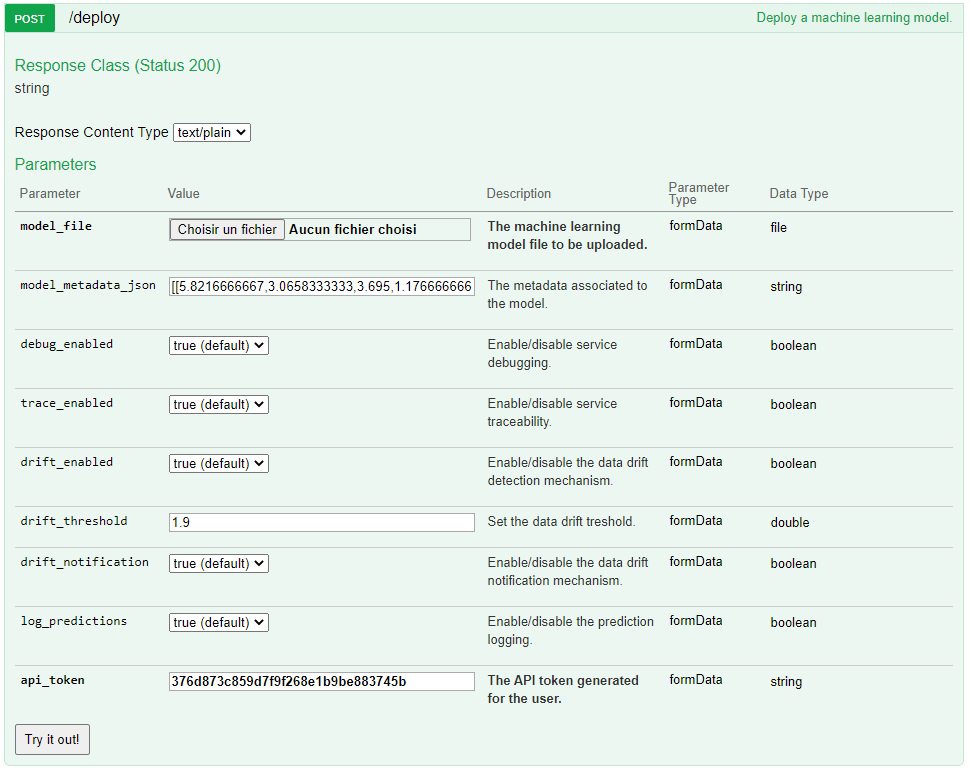 POST /deploy Deploy a machine learning model.
Response Class (Status 200)
string
Response Content Type text/plain
Parameters
Parameter Value Description Parameter Type Data Type
model_file Choisir un fichier Aucun fichier choisi The machine learning model file to be uploaded. formData file
model_metadata_json [[5.8216666667,3.0658333333,3.695,1.176666666 The metadata associated to the model. formData string
debug_enabled true (default) Enable/disable service debugging. formData boolean
trace_enabled true (default) Enable/disable service traceability. formData boolean
drift_enabled true (default) Enable/disable the data drift detection mechanism. formData boolean
drift_threshold 1.9 Set the data drift treshold. formData double
drift_notification true (default) Enable/disable the data drift notification mechanism. formData boolean
log_predictions true (default) Enable/disable the prediction logging. formData boolean
api_token 376d873c859d7f9f268e1b9be883745b The API token generated for the user. formData string
Try it out!